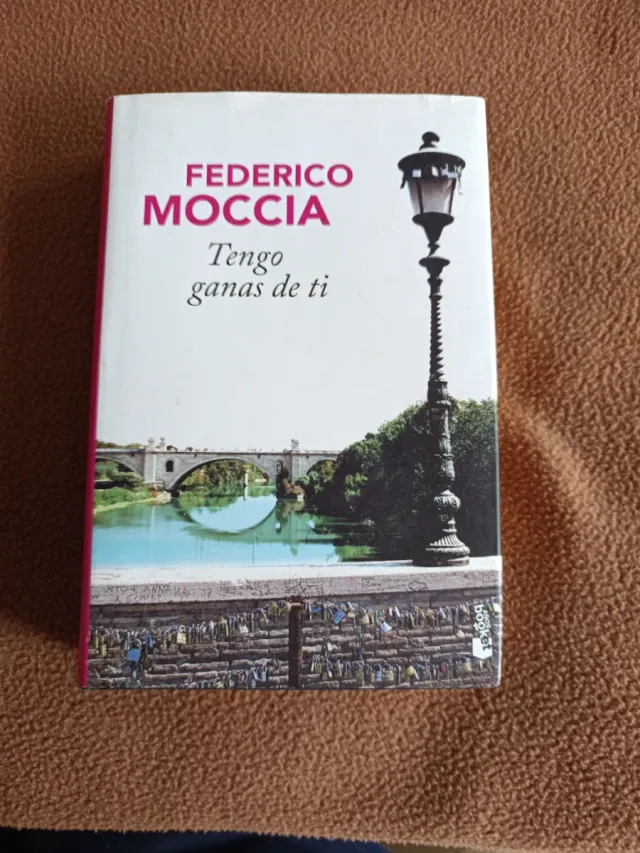 FEDERICO
MOCCIA
Tengo
ganas de ti
booket